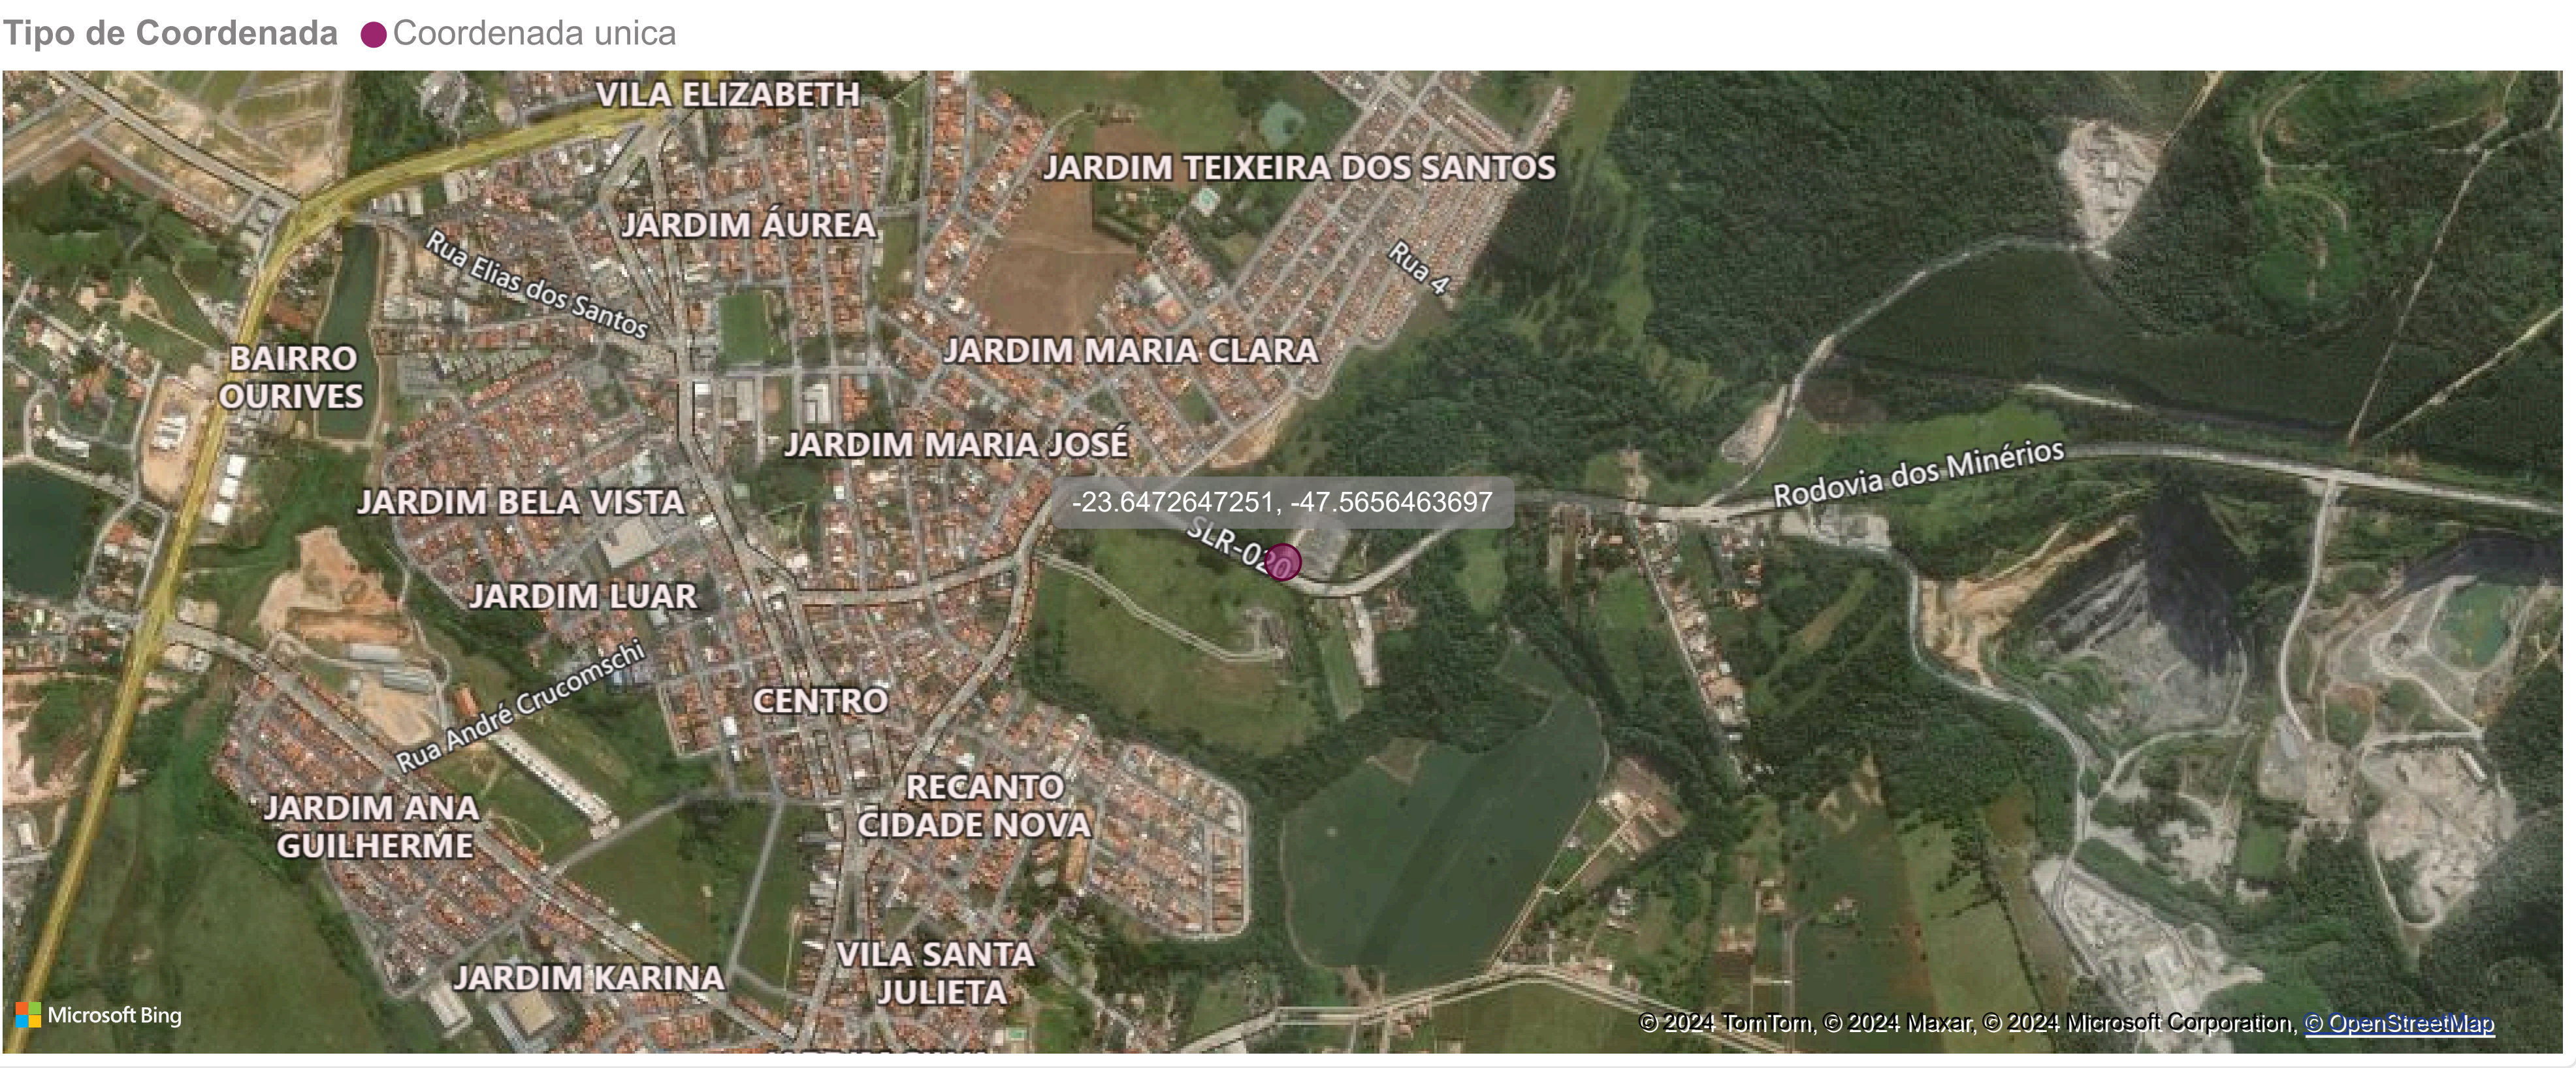 Tipo de Coordenada Coordenada unica
VILA ELIZABETH
JARDIM TEIXEIRA DOS SANTOS
JARDIM ÁUREA
Rua Elias dos Santos
Rua 4
BAIRRO
OURIVES
JARDIM MARIA CLARA
JARDIM MARIA JOSÉ
Rodovia dos Minérios
JARDIM BELA VISTA
-23.6472647251, -47.5656463697
SLR-020
JARDIM LUAR
Rua André Crucomschi
CENTRO
RECANTO
CIDADE NOVA
JARDIM ANA
GUILHERME
VILA SANTA
JULIETA
JARDIM KARINA
Microsoft Bing
© 2024 TomTom, © 2024 Maxar, © 2024 Microsoft Corporation, © OpenStreetMap